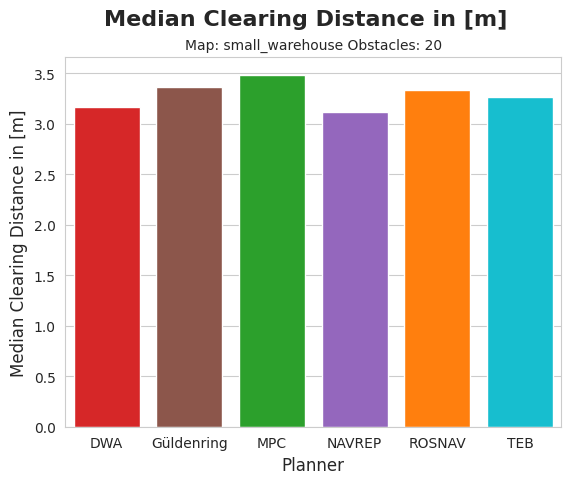 Median Clearing Distance in [m]
Map: small_warehouse Obstacles: 20
Median Clearing Distance in [m]
3.5
3.0
2.5
2.0
1.5
1.0
0.5
0.0
DWA Güldenring MPC NAVREP ROSNAV TEB
Planner